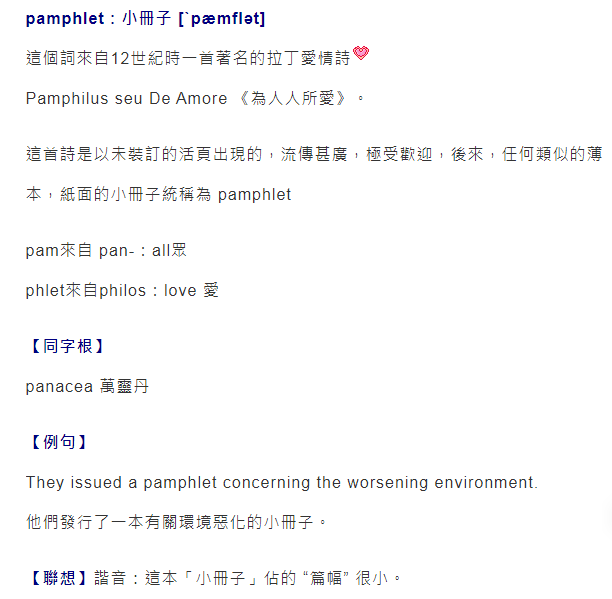 pamphlet：小冊子 [ˋpæmflət]
這個詞來自12世紀時一首著名的拉丁愛情詩
Pamphilus seu De Amore 《為人人所愛》。
這首詩是以未裝訂的活頁出現的，流傳甚廣，極受歡迎，後來，任何類似的薄
本，紙面的小冊子統稱為 pamphlet
pam來自 pan-：all眾
phlet來自philos：love 愛
【同字根】
panacea 萬靈丹
【例句】
They issued a pamphlet concerning the worsening environment.
他們發行了一本有關環境惡化的小冊子。
【聯想】諧音：這本「小冊子」佔的 “篇幅” 很小。